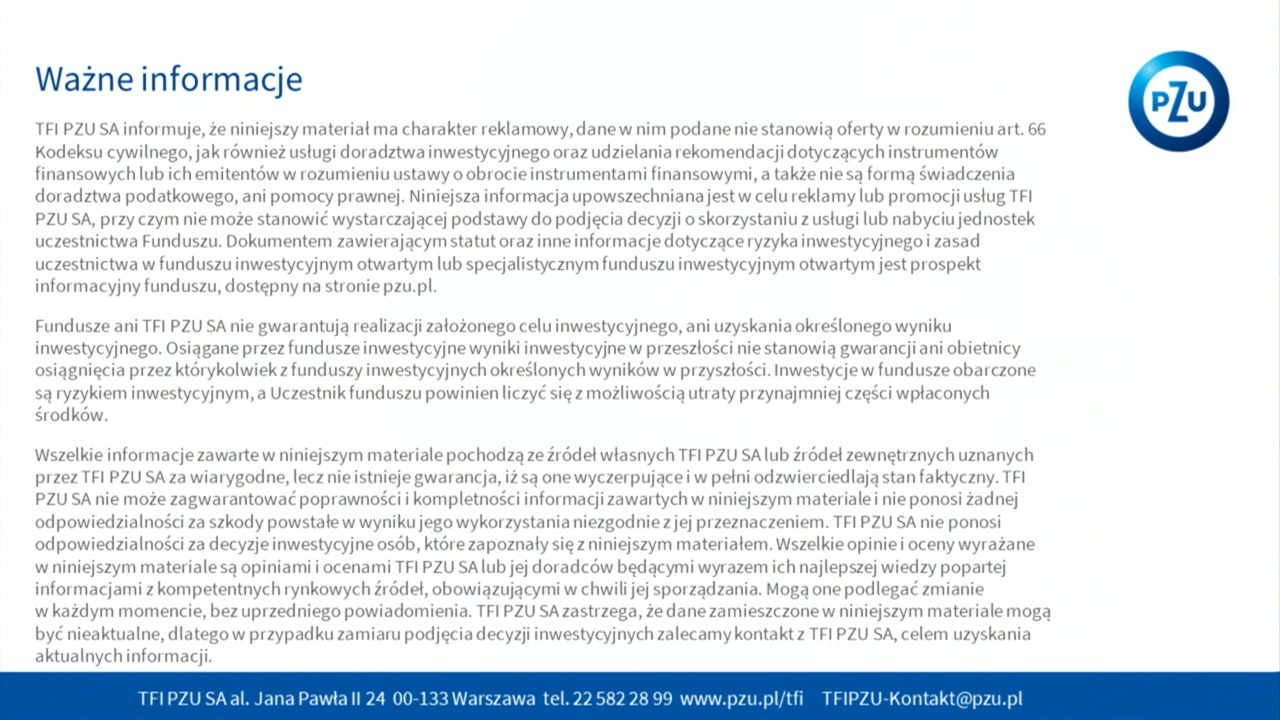 Ważne informacje
PZU
TFI PZU SA informuje, że niniejszy materiał ma charakter reklamowy, dane w nim podane nie stanowią oferty w rozumieniu art. 66
Kodeksu cywilnego, jak również usługi doradztwa inwestycyjnego oraz udzielania rekomendacji dotyczących instrumentów
finansowych lub ich emitentów w rozumieniu ustawy o obrocie instrumentami finansowymi, a także nie są formą świadczenia
doradztwa podatkowego, ani pomocy prawnej. Niniejsza informacja upowszechniana jest w celu reklamy lub promocji usług TFI
PZU SA, przy czym nie może stanowić wystarczającej podstawy do podjęcia decyzji o skorzystaniu z usługi lub nabyciu jednostek
uczestnictwa Funduszu. Dokumentem zawierającym statut oraz inne informacje dotyczące ryzyka inwestycyjnego i zasad
uczestnictwa w funduszu inwestycyjnym otwartym lub specjalistycznym funduszu inwestycyjnym otwartym jest prospekt
informacyjny funduszu, dostępny na stronie pzu.pl.
Fundusze ani TFI PZU SA nie gwarantują realizacji założonego celu inwestycyjnego, ani uzyskania określonego wyniku
inwestycyjnego. Osiągane przez fundusze inwestycyjne wyniki inwestycyjne w przeszłości nie stanowią gwarancji ani obietnicy
osiągnięcia przez którykolwiek z funduszy inwestycyjnych określonych wyników w przyszłości. Inwestycje w fundusze obarczone
są ryzykiem inwestycyjnym, a Uczestnik funduszu powinien liczyć się z możliwością utraty przynajmniej części wpłaconych
środków.
Wszelkie informacje zawarte w niniejszym materiale pochodzą ze źródeł własnych TFI PZU SA lub źródeł zewnętrznych uznanych
przez TFI PZU SA za wiarygodne, lecz nie istnieje gwarancja, iż są one wyczerpujące i w pełni odzwierciedlają stan faktyczny. TFI
PZU SA nie może zagwarantować poprawności i kompletności informacji zawartych w niniejszym materiale i nie ponosi żadnej
odpowiedzialności za szkody powstałe w wyniku jego wykorzystania niezgodnie z jej przeznaczeniem. TFI PZU SA nie ponosi
odpowiedzialności za decyzje inwestycyjne osób, które zapoznały się z niniejszym materiałem. Wszelkie opinie i oceny wyrażane
w niniejszym materiale są opiniami i ocenami TFI PZU SA lub jej doradców będącymi wyrazem ich najlepszej wiedzy popartej
informacjami z kompetentnych rynkowych źródeł, obowiązującymi w chwili jej sporządzania. Mogą one podlegać zmianie
w każdym momencie, bez uprzedniego powiadomienia. TFI PZU SA zastrzega, że dane zamieszczone w niniejszym materiale mogą
być nieaktualne, dlatego w przypadku zamiaru podjęcia decyzji inwestycyjnych zalecamy kontakt z TFI PZU SA, celem uzyskania
aktualnych informacji.
TFI PZU SA al. Jana Pawła II 24 00-133 Warszawa tel. 22 582 28 99 www.pzu.pl/tfi TFIPZU-Kontakt@pzu.pl